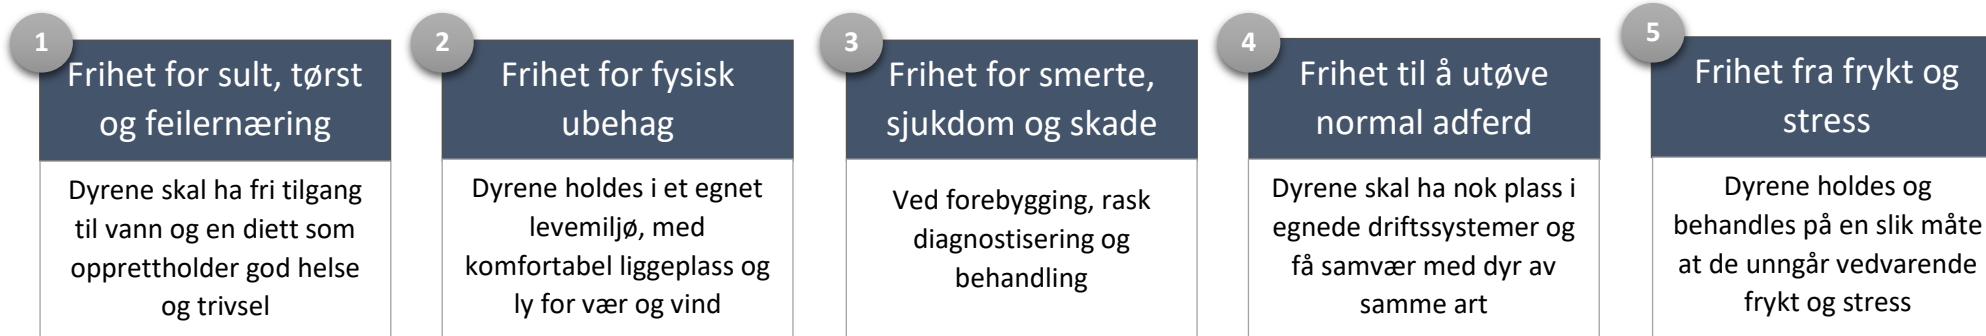 1
Frihet for sult, tørst
og feilernæring
Dyrene skal ha fri tilgang
til vann og en diett som
opprettholder god helse
og trivsel
2
Frihet for fysisk
ubehag
Dyrene holdes i et egnet
levemiljø, med
komfortabel liggeplass og
ly for vær og vind
3
Frihet for smerte,
sjukdom og skade
Ved forebygging, rask
diagnostisering og
behandling
4
Frihet til å utøve
normal adferd
Dyrene skal ha nok plass i
egnede driftssystemer og
få samvær med dyr av
samme art
5
Frihet fra frykt og
stress
Dyrene holdes og
behandles på en slik måte
at de unngår vedvarende
frykt og stress